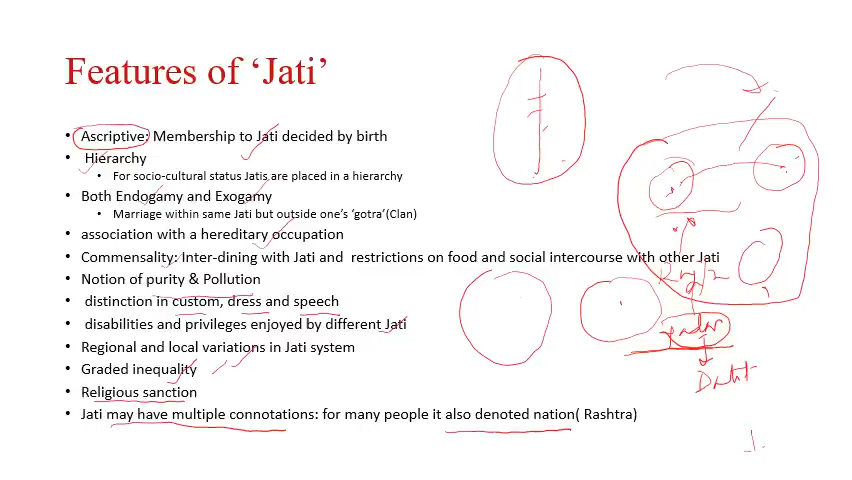 Features of ‘Jati’
• Ascriptive: Membership to Jati decided by birth
• Hierarchy
• For socio-cultural status Jatis are placed in a hierarchy
• Both Endogamy and Exogamy
• Marriage within same Jati but outside one’s ‘gotra’(Clan)
• association with a hereditary occupation
• Commensality: Inter-dining with Jati and restrictions on food and social intercourse with other Jati
• Notion of purity & Pollution
• distinction in custom, dress and speech
• disabilities and privileges enjoyed by different Jati
• Regional and local variations in Jati system
• Graded inequality
• Religious sanction
• Jati may have multiple connotations: for many people it also denoted nation( Rashtra)